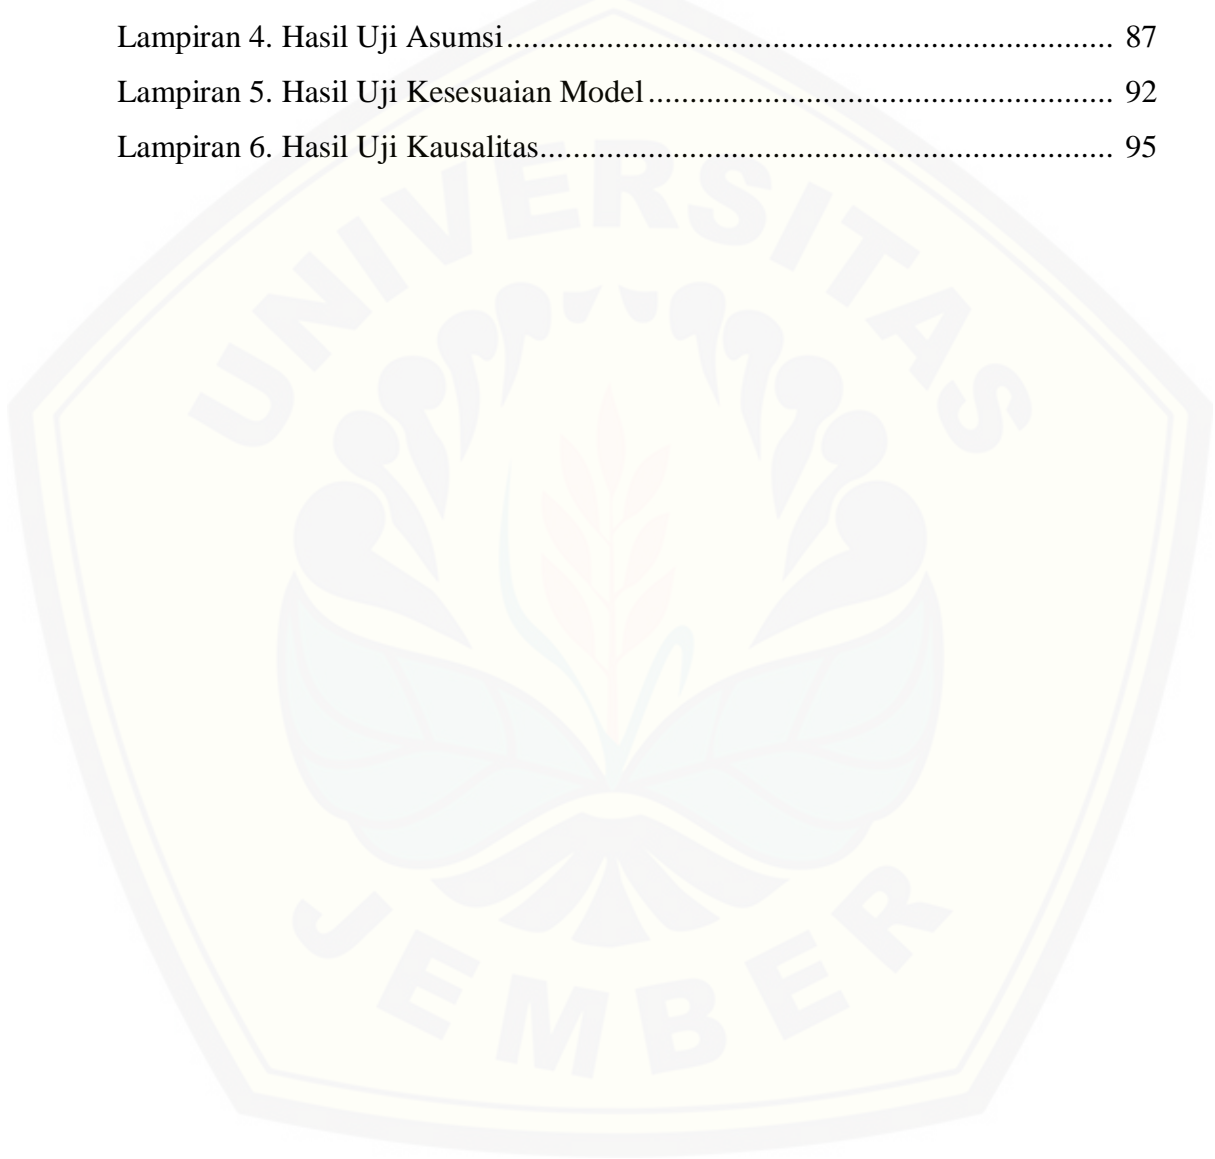 Lampiran 4. Hasil Uji Asumsi........................................................................... 87
Lampiran 5. Hasil Uji Kesesuaian Model......................................................... 92
Lampiran 6. Hasil Uji Kausalitas...................................................................... 95
UNIVERSITAS
JEMBER